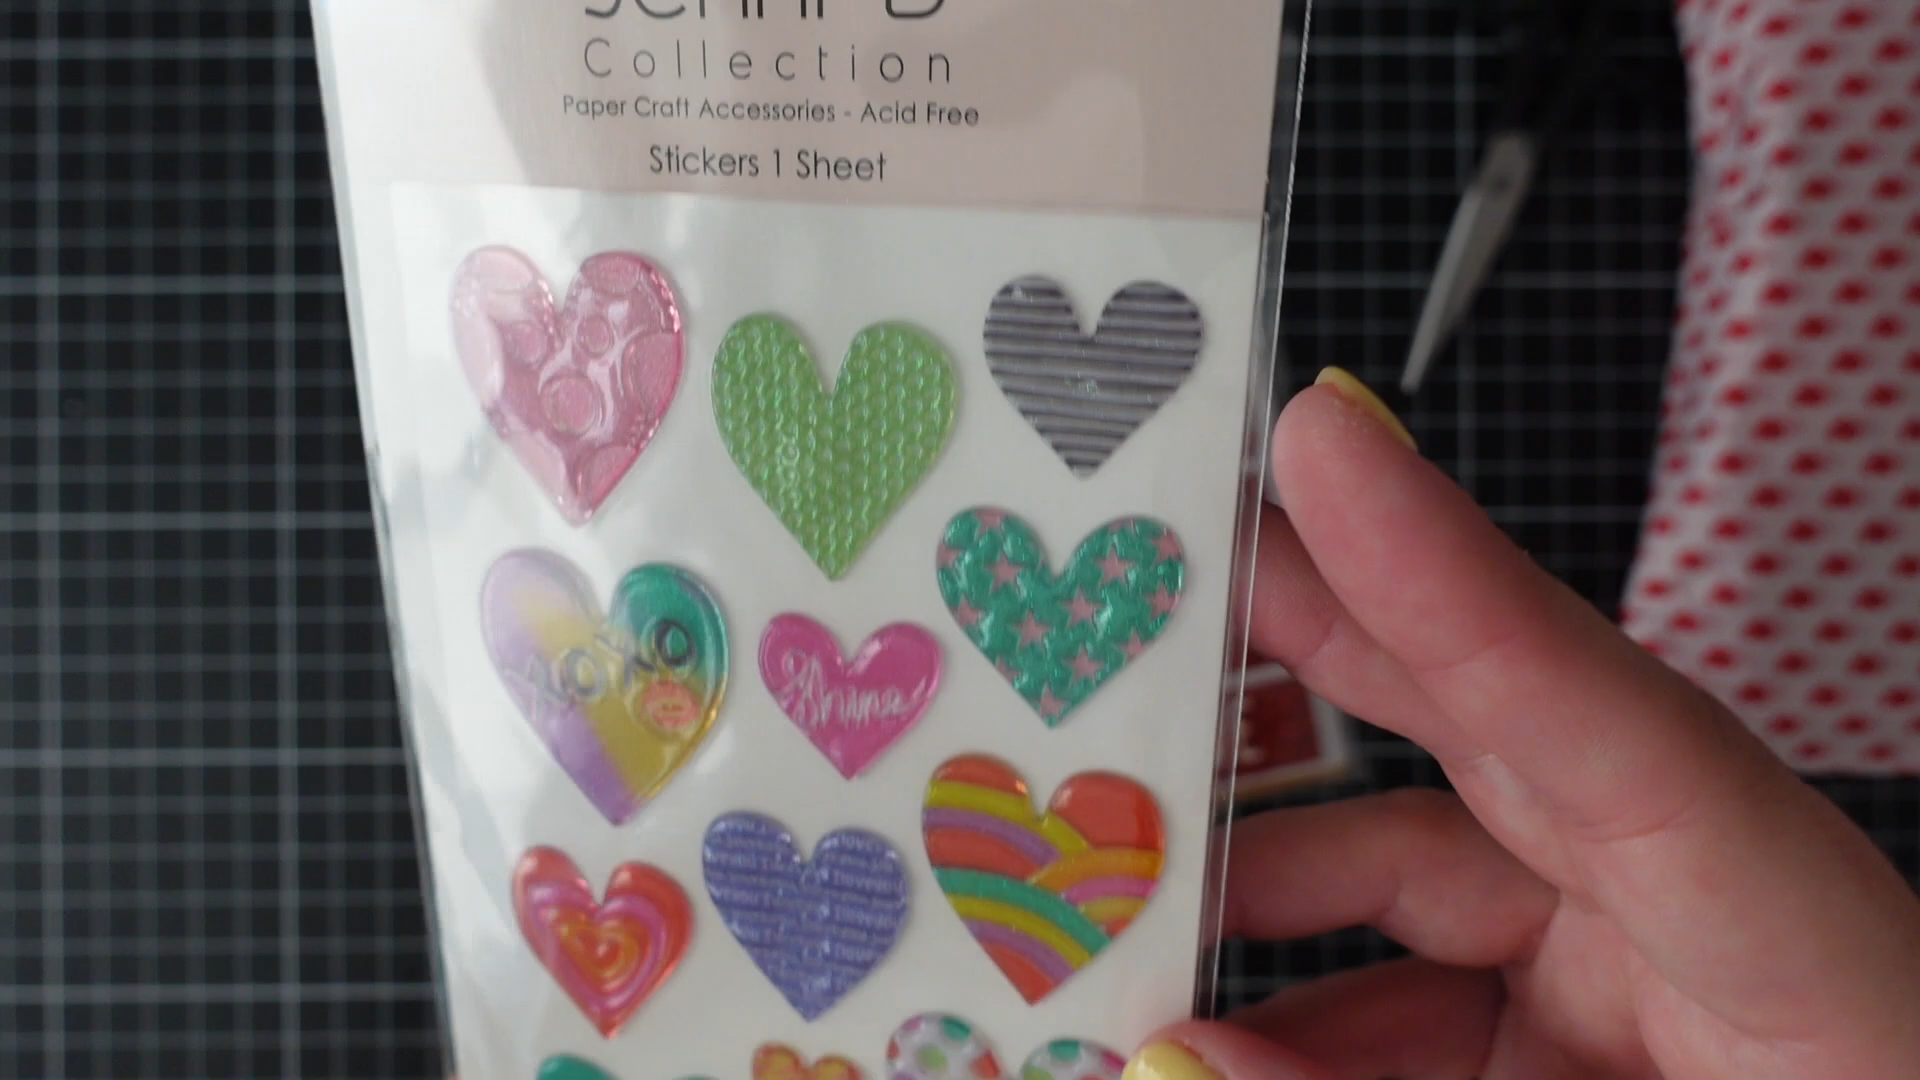 Collection
Paper Craft Accessories - Acid Free
Stickers 1 Sheet
XOXO
Shine